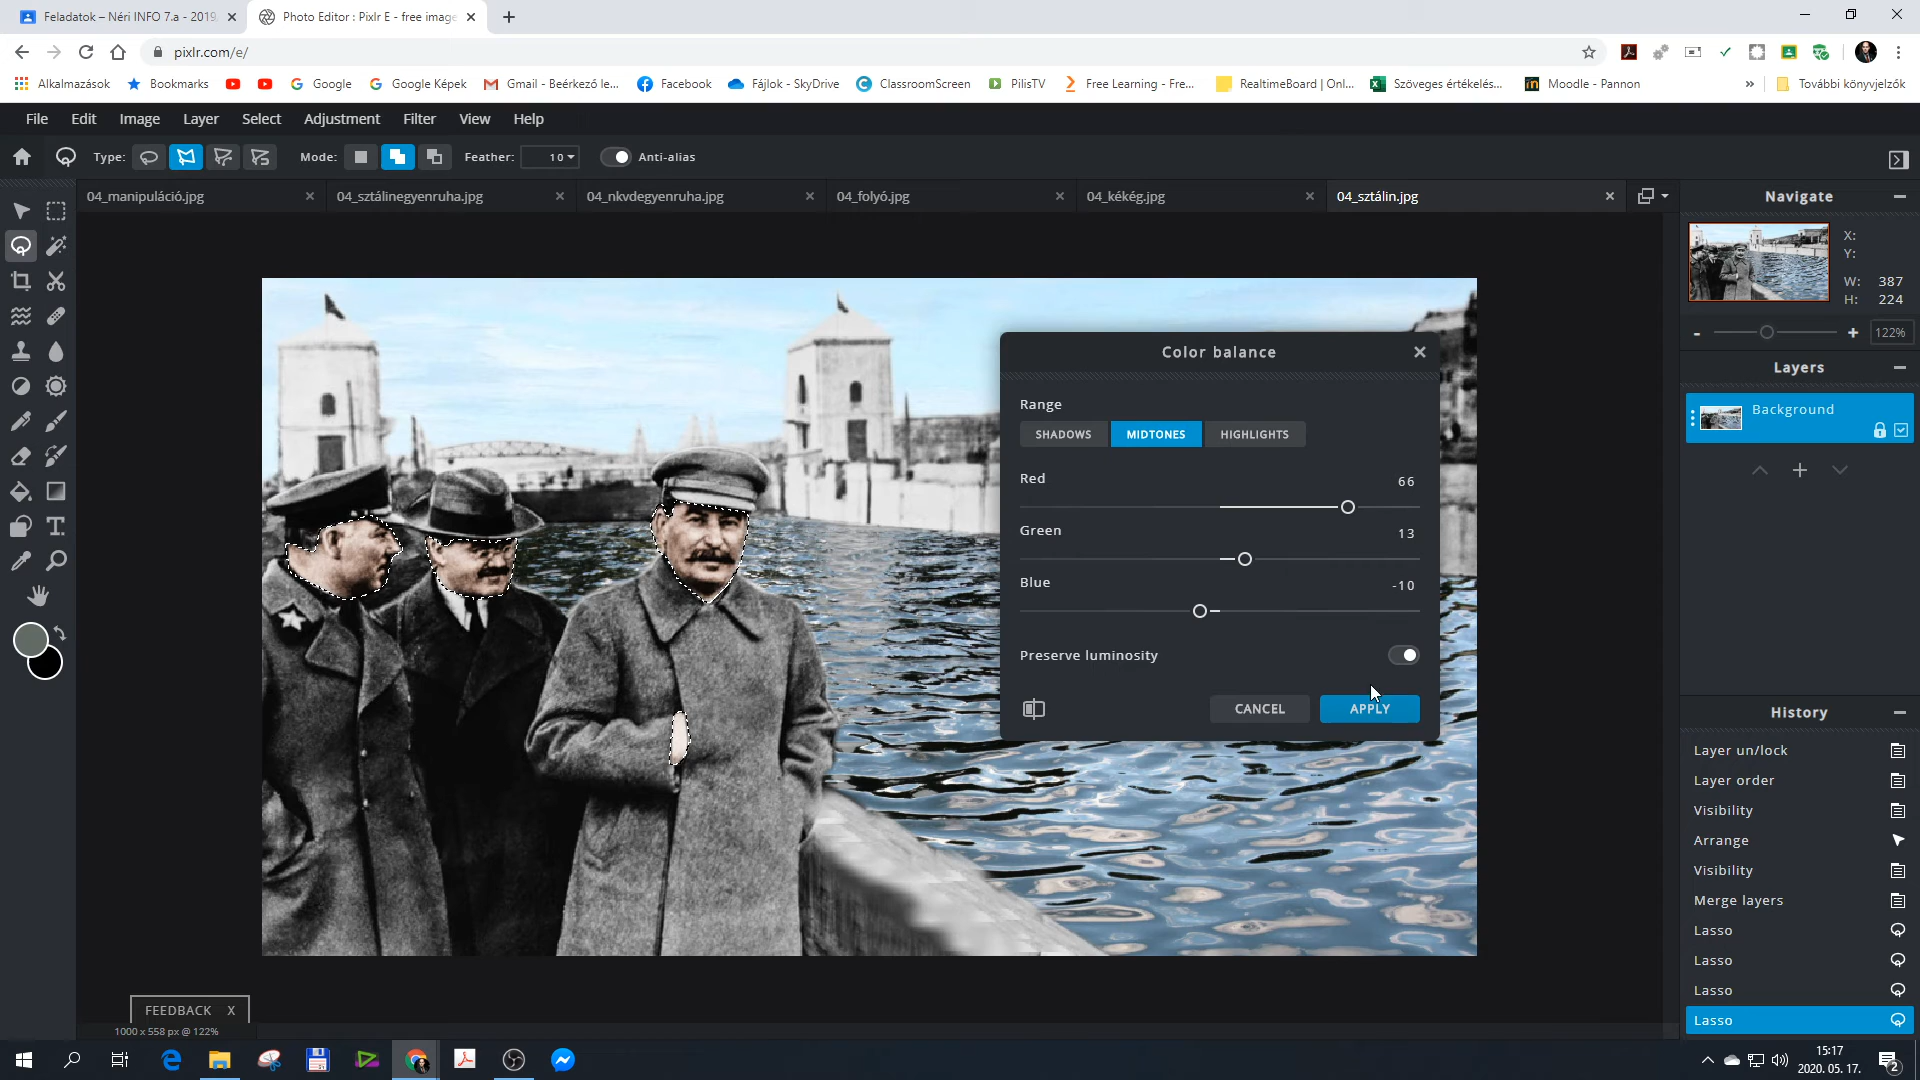 Feladatok – Néri INFO 7.a - 2019
Photo Editor : Pixlr E - free image
pixlr.com/e/
Alkalmazások
Bookmarks
Google
Google Képek
Gmail - Beérkező le...
Facebook
Fájlok - SkyDrive
ClassroomScreen
PilisTV
Free Learning - Fre...
RealtimeBoard | Onl...
Szöveges értékelés...
Moodle - Pannon
»
További könyvjelzők
File Edit Image Layer Select Adjustment Filter View Help
Type: Mode: Feather: 10 Anti-alias
04_manipuláció.jpg
04_sztálinegyenruha.jpg
04_nkvdegyenruha.jpg
04_folyó.jpg
04_kékég.jpg
04_sztálin.jpg
Navigate
X:
Y:
W: 387
H: 224
122%
Layers
Background
Color balance
Range
SHADOWS MIDTONES HIGHLIGHTS
Red 66
Green 13
Blue -10
Preserve luminosity
CANCEL APPLY
History
Layer un/lock
Layer order
Visibility
Arrange
Visibility
Merge layers
Lasso
Lasso
Lasso
Lasso
FEEDBACK X
1000 x 558 px @ 122%
15:17
2020. 05. 17.
2